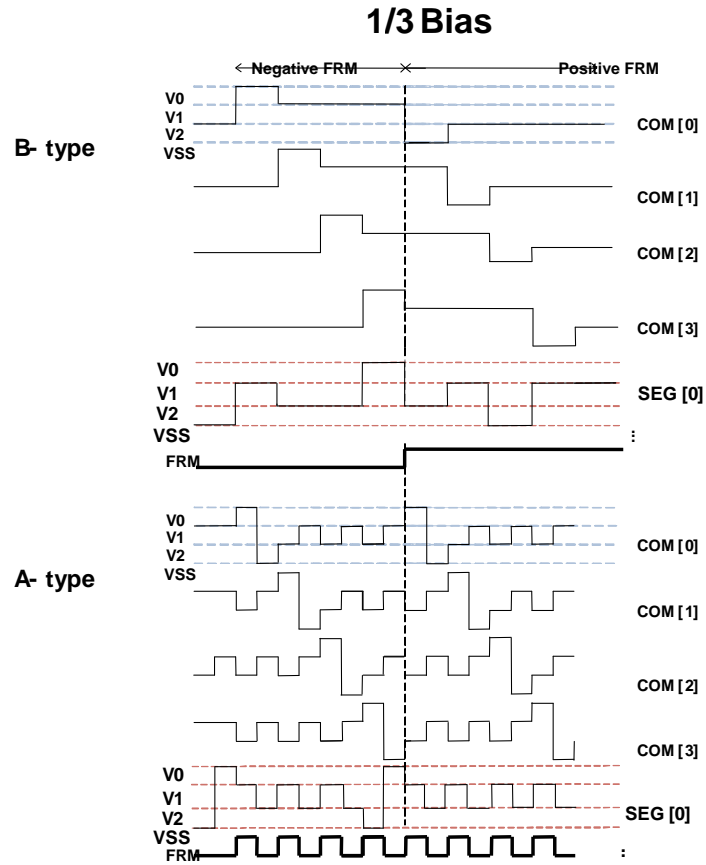 1/3 Bias
Negative FRM
Positive FRM
B- type
V0
V1
V2
VSS
COM [0]
COM [1]
COM [2]
COM [3]
V0
V1
V2
VSS
SEG [0]
...
FRM
A- type
V0
V1
V2
VSS
COM [0]
COM [1]
COM [2]
COM [3]
V0
V1
V2
VSS
SEG [0]
FRM
...